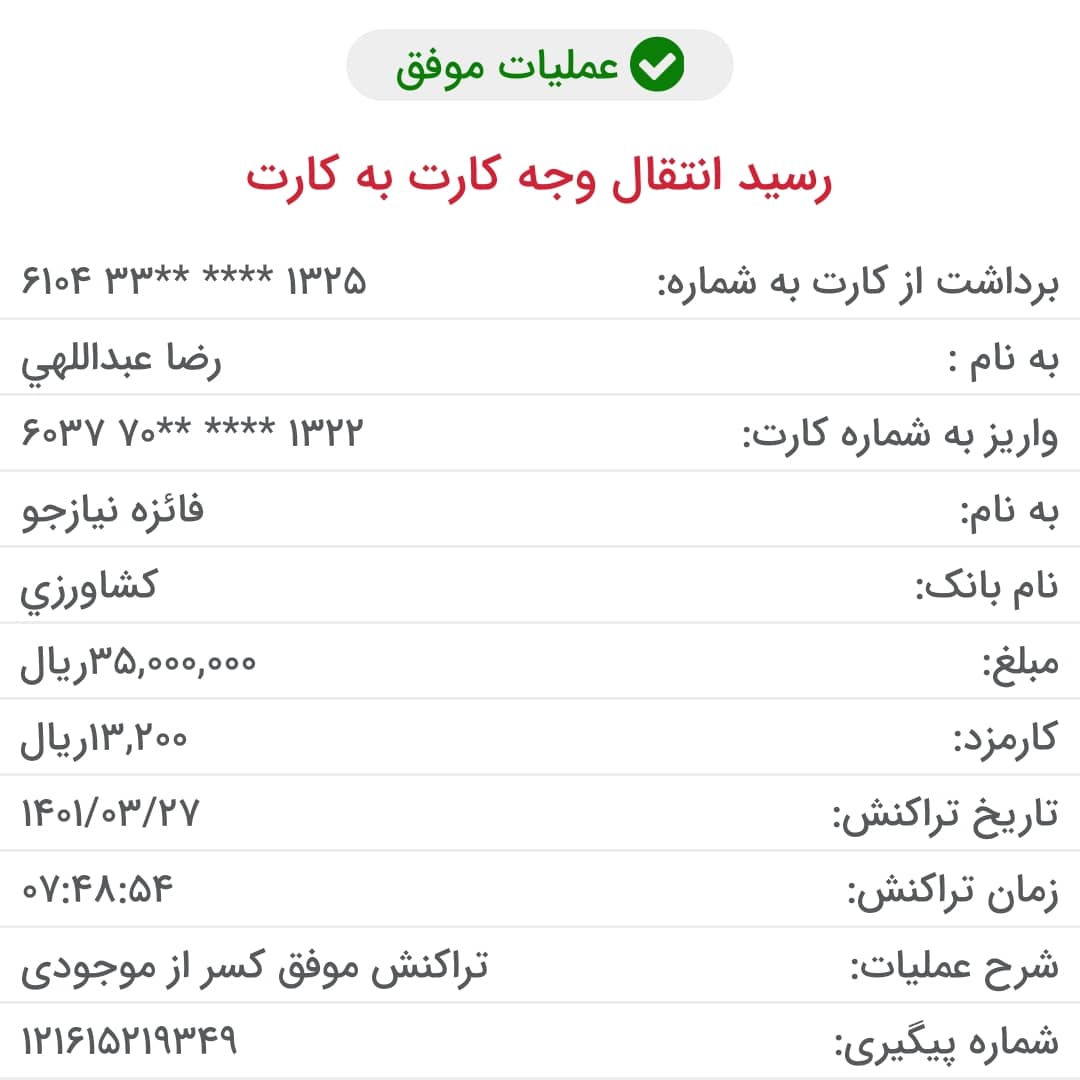 عملیات موفق
رسید انتقال وجه کارت به کارت
برداشت از کارت به شماره: ۶۱۰۴ ۳۳** **** ۱۳۲۵
به نام : رضا عبداللهي
واریز به شماره کارت: ۶۰۳۷ ۷۰** **** ۱۳۲۲
به نام: فائزه نیازجو
نام بانک: کشاورزي
مبلغ: ۳۵,۰۰۰,۰۰۰ریال
کارمزد: ۱۳,۲۰۰ریال
تاریخ تراکنش: ۱۴۰۱/۰۳/۲۷
زمان تراکنش: ۰۷:۴۸:۵۴
شرح عملیات: تراکنش موفق کسر از موجودی
شماره پیگیری: ۱۲۱۶۱۵۲۱۹۳۴۹